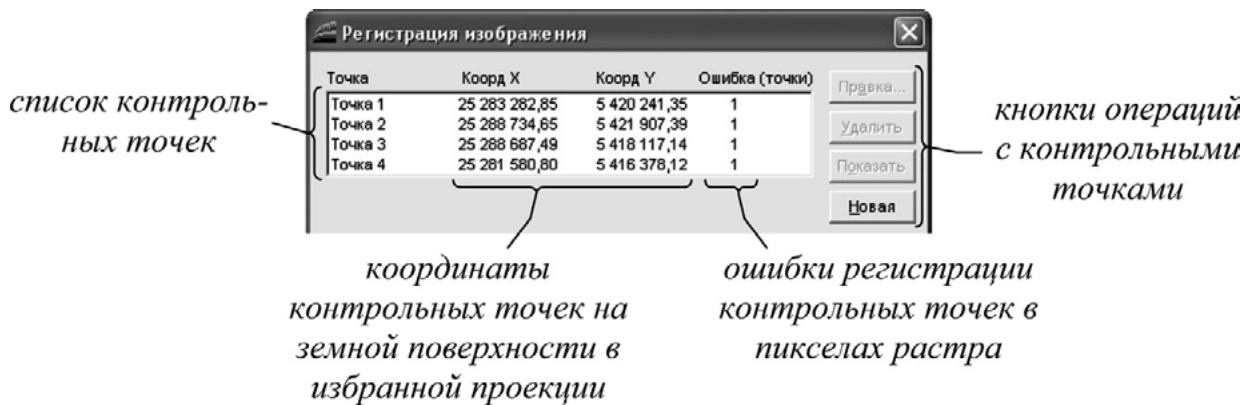 Регистрация изображения
Точка Коорд X Коорд Y Ошибка (точки)
Точка 1 25 283 282,85 5 420 241,35 1
Точка 2 25 288 734,65 5 421 907,39 1
Точка 3 25 288 687,49 5 418 117,14 1
Точка 4 25 281 580,80 5 416 378,12 1
Правка...
Удалить
Показать
Новая
список контроль-
ных точек
кнопки операций
с контрольными
точками
координаты
контрольных точек на
земной поверхности в
избранной проекции
ошибки регистрации
контрольных точек в
пикселах растра